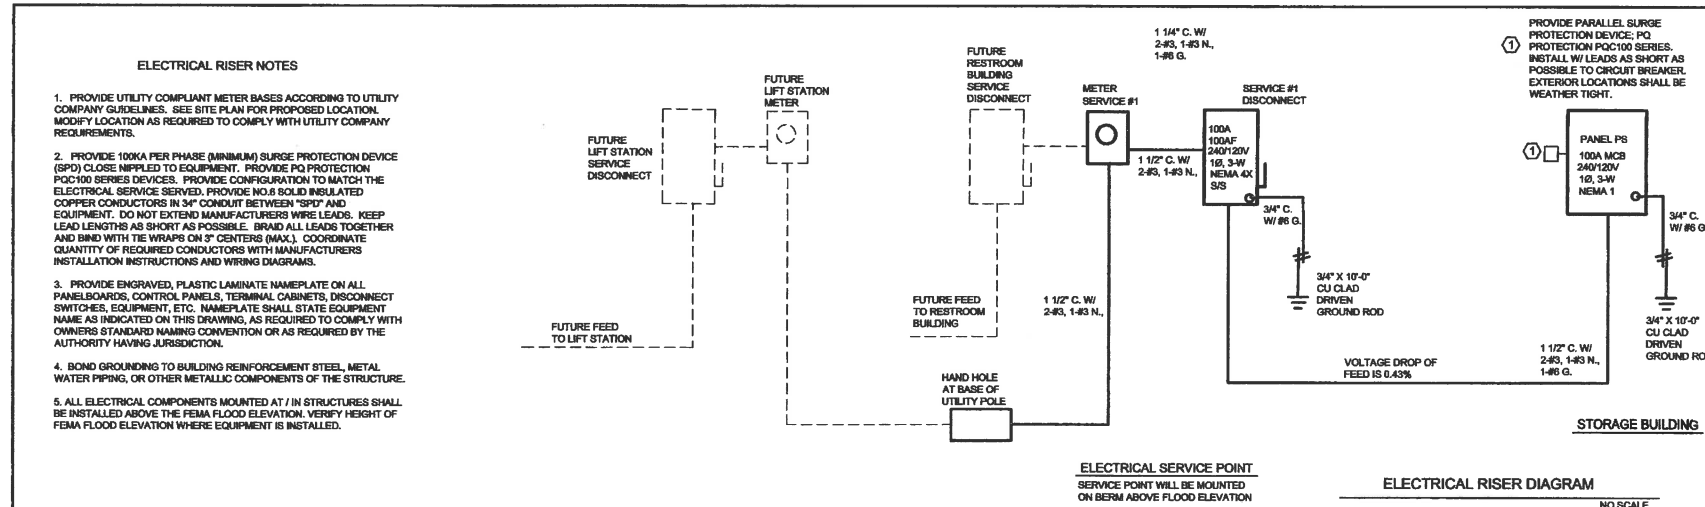 ELECTRICAL RISER NOTES
1. PROVIDE UTILITY COMPLIANT METER BASES ACCORDING TO UTILITY
COMPANY GUIDELINES. SEE SITE PLAN FOR PROPOSED LOCATION.
MODIFY LOCATION AS REQUIRED TO COMPLY WITH UTILITY COMPANY
REQUIREMENTS.
2. PROVIDE 100KA PER PHASE (MINIMUM) SURGE PROTECTION DEVICE
(SPD) CLOSE NIPPLED TO EQUIPMENT. PROVIDE PQ PROTECTION
PQC100 SERIES DEVICES. PROVIDE CONFIGURATION TO MATCH THE
ELECTRICAL SERVICE SERVED. PROVIDE NO.6 SOLID INSULATED
COPPER CONDUCTORS IN 34" CONDUIT BETWEEN "SPD" AND
EQUIPMENT. DO NOT EXTEND MANUFACTURERS WIRE LEADS. KEEP
LEAD LENGTHS AS SHORT AS POSSIBLE. BRAID ALL LEADS TOGETHER
AND BIND WITH TIE WRAPS ON 3" CENTERS (MAX.). COORDINATE
QUANTITY OF REQUIRED CONDUCTORS WITH MANUFACTURERS
INSTALLATION INSTRUCTIONS AND WIRING DIAGRAMS.
3. PROVIDE ENGRAVED, PLASTIC LAMINATE NAMEPLATE ON ALL
PANELBOARDS, CONTROL PANELS, TERMINAL CABINETS, DISCONNECT
SWITCHES, EQUIPMENT, ETC. NAMEPLATE SHALL STATE EQUIPMENT
NAME AS INDICATED ON THIS DRAWING, AS REQUIRED TO COMPLY WITH
OWNERS STANDARD NAMING CONVENTION OR AS REQUIRED BY THE
AUTHORITY HAVING JURISDICTION.
4. BOND GROUNDING TO BUILDING REINFORCEMENT STEEL, METAL
WATER PIPING, OR OTHER METALLIC COMPONENTS OF THE STRUCTURE.
5. ALL ELECTRICAL COMPONENTS MOUNTED AT / IN STRUCTURES SHALL
BE INSTALLED ABOVE THE FEMA FLOOD ELEVATION. VERIFY HEIGHT OF
FEMA FLOOD ELEVATION WHERE EQUIPMENT IS INSTALLED.
FUTURE
LIFT STATION
SERVICE
DISCONNECT
FUTURE
LIFT STATION
METER
FUTURE FEED
TO LIFT STATION
FUTURE
RESTROOM
BUILDING
SERVICE
DISCONNECT
FUTURE FEED
TO RESTROOM
BUILDING
HAND HOLE
AT BASE OF
UTILITY POLE
METER
SERVICE #1
1 1/2" C. W/
2-#3, 1-#3 N.,
1 1/4" C. W/
2-#3, 1-#3 N.,
1-#6 G.
1 1/2" C. W/
2-#3, 1-#3 N.,
SERVICE #1
DISCONNECT
100A
100AF
240/120V
1Ø, 3-W
NEMA 4X
S/S
3/4" C.
W/ #6 G.
3/4" X 10'-0"
CU CLAD
DRIVEN
GROUND ROD
VOLTAGE DROP OF
FEED IS 0.43%
1 1/2" C. W/
2-#3, 1-#3 N.,
1-#6 G.
1
PROVIDE PARALLEL SURGE
PROTECTION DEVICE; PQ
PROTECTION PQC100 SERIES.
INSTALL W/ LEADS AS SHORT AS
POSSIBLE TO CIRCUIT BREAKER.
EXTERIOR LOCATIONS SHALL BE
WEATHER TIGHT.
1
PANEL PS
100A MCB
240/120V
1Ø, 3-W
NEMA 1
3/4" C.
W/ #6 G
3/4" X 10'-0"
CU CLAD
DRIVEN
GROUND RO
STORAGE BUILDING
ELECTRICAL SERVICE POINT
SERVICE POINT WILL BE MOUNTED
ON BERM ABOVE FLOOD ELEVATION
ELECTRICAL RISER DIAGRAM
NO SCALE